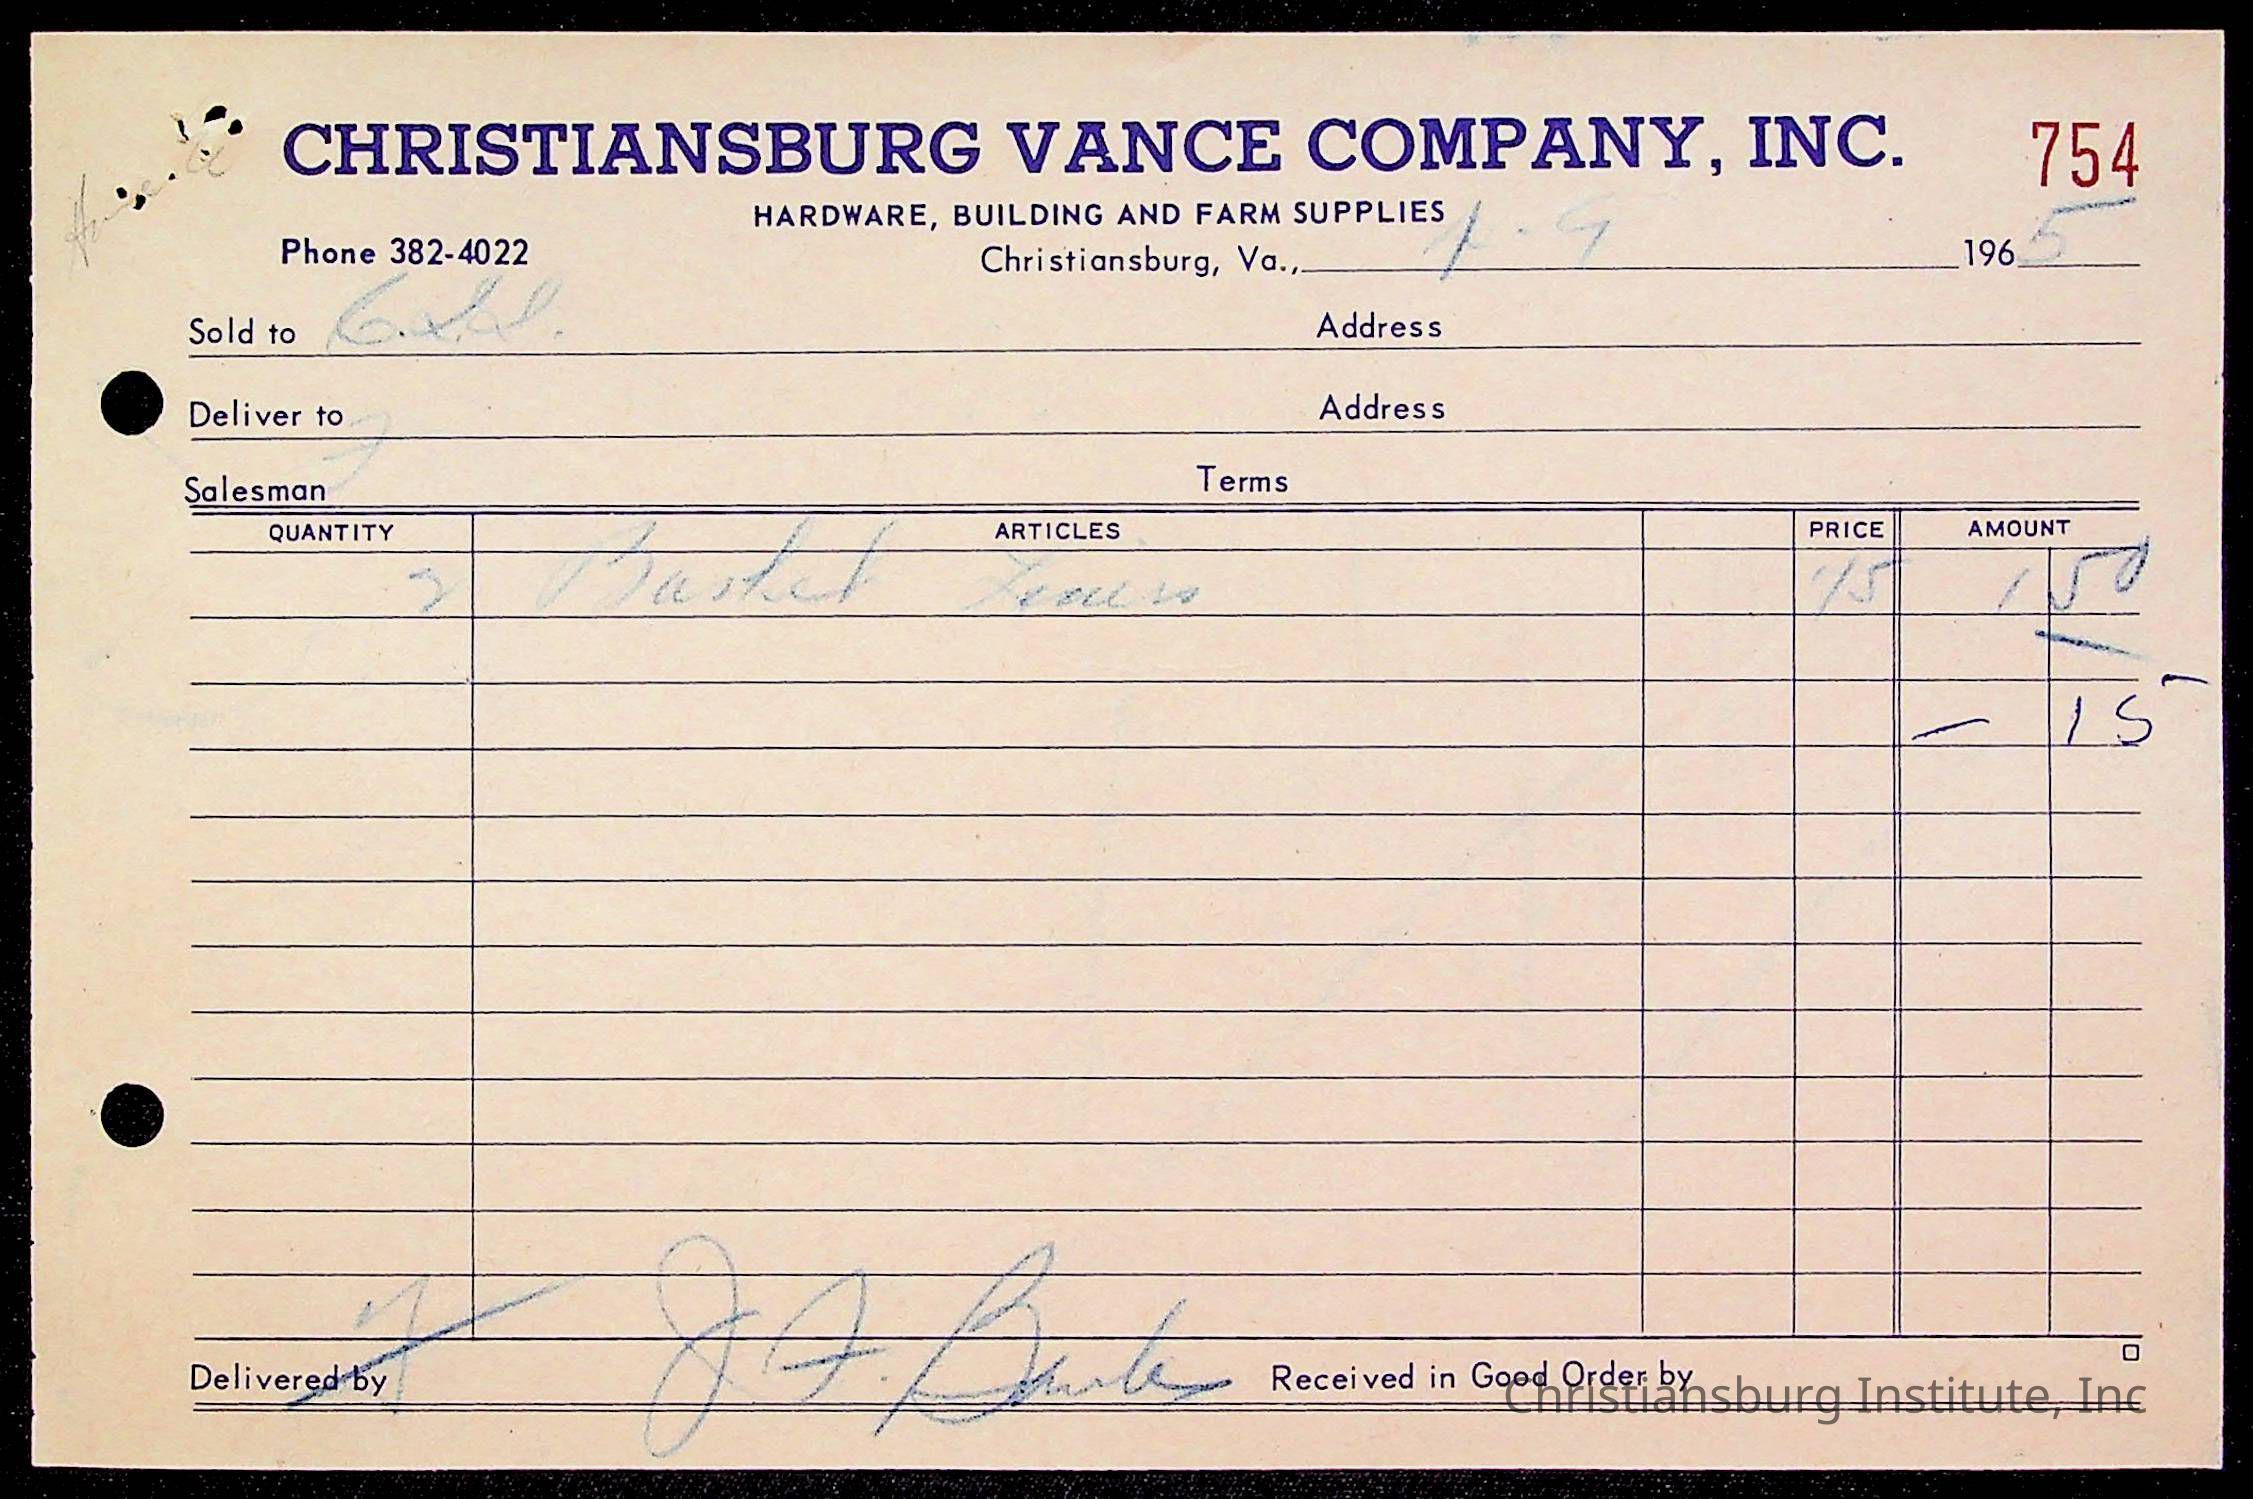 CHRISTIANSBURG VANCE COMPANY, INC. 754
HARDWARE, BUILDING AND FARM SUPPLIES
Phone 382-4022 Christiansburg, Va., 1-9 1965
Sold to Address
Deliver to Address
Salesman Terms
QUANTITY ARTICLES PRICE AMOUNT
2 Basket 75 1 50
— 15
Delivered by J. F. Received in Good Order by
Christiansburg Institute, Inc